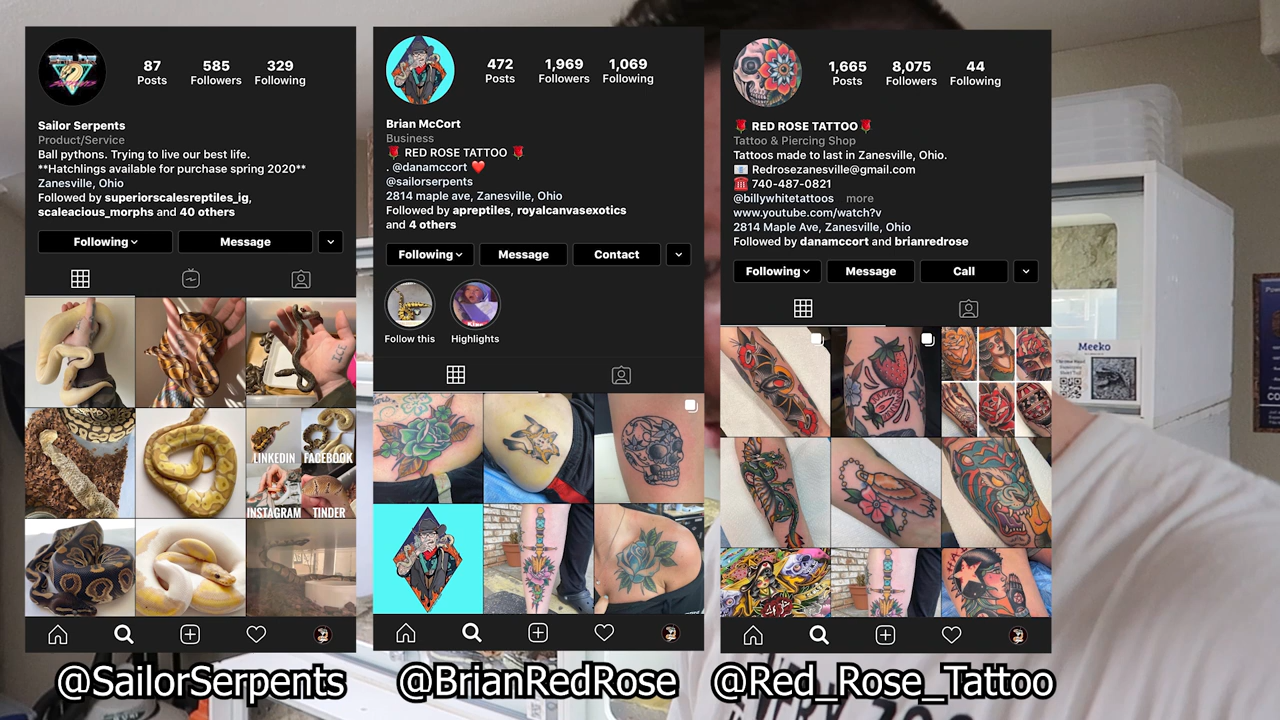 87 585 329
Posts Followers Following
Sailor Serpents
Product/Service
Ball pythons. Trying to live our best life.
**Hatchlings available for purchase spring 2020**
Zanesville, Ohio
Followed by superiorscalesreptiles_ig,
scaleacious_morphs and 40 others
Following Message
LINKEDIN FACEBOOK
INSTAGRAM TINDER
@SailorSerpents
472 1,969 1,069
Posts Followers Following
Brian McCort
Business
🌹 RED ROSE TATTOO 🌹
. @danamccort ❤️
@sailorserpents
2814 maple ave, Zanesville, Ohio
Followed by apreptiles, royalcanvasexotics
and 4 others
Following Message Contact
Follow this Highlights
@BrianRedRose
1,665 8,075 44
Posts Followers Following
🌹 RED ROSE TATTOO🌹
Tattoo & Piercing Shop
Tattoos made to last in Zanesville, Ohio.
📧 Redrosezanesville@gmail.com
☎️ 740-487-0821
@billywhitetattoos more
www.youtube.com/watch?v
2814 Maple Ave, Zanesville, Ohio
Followed by danamccort and brianredrose
Following Message Call
@Red_Rose_Tattoo
Meeko